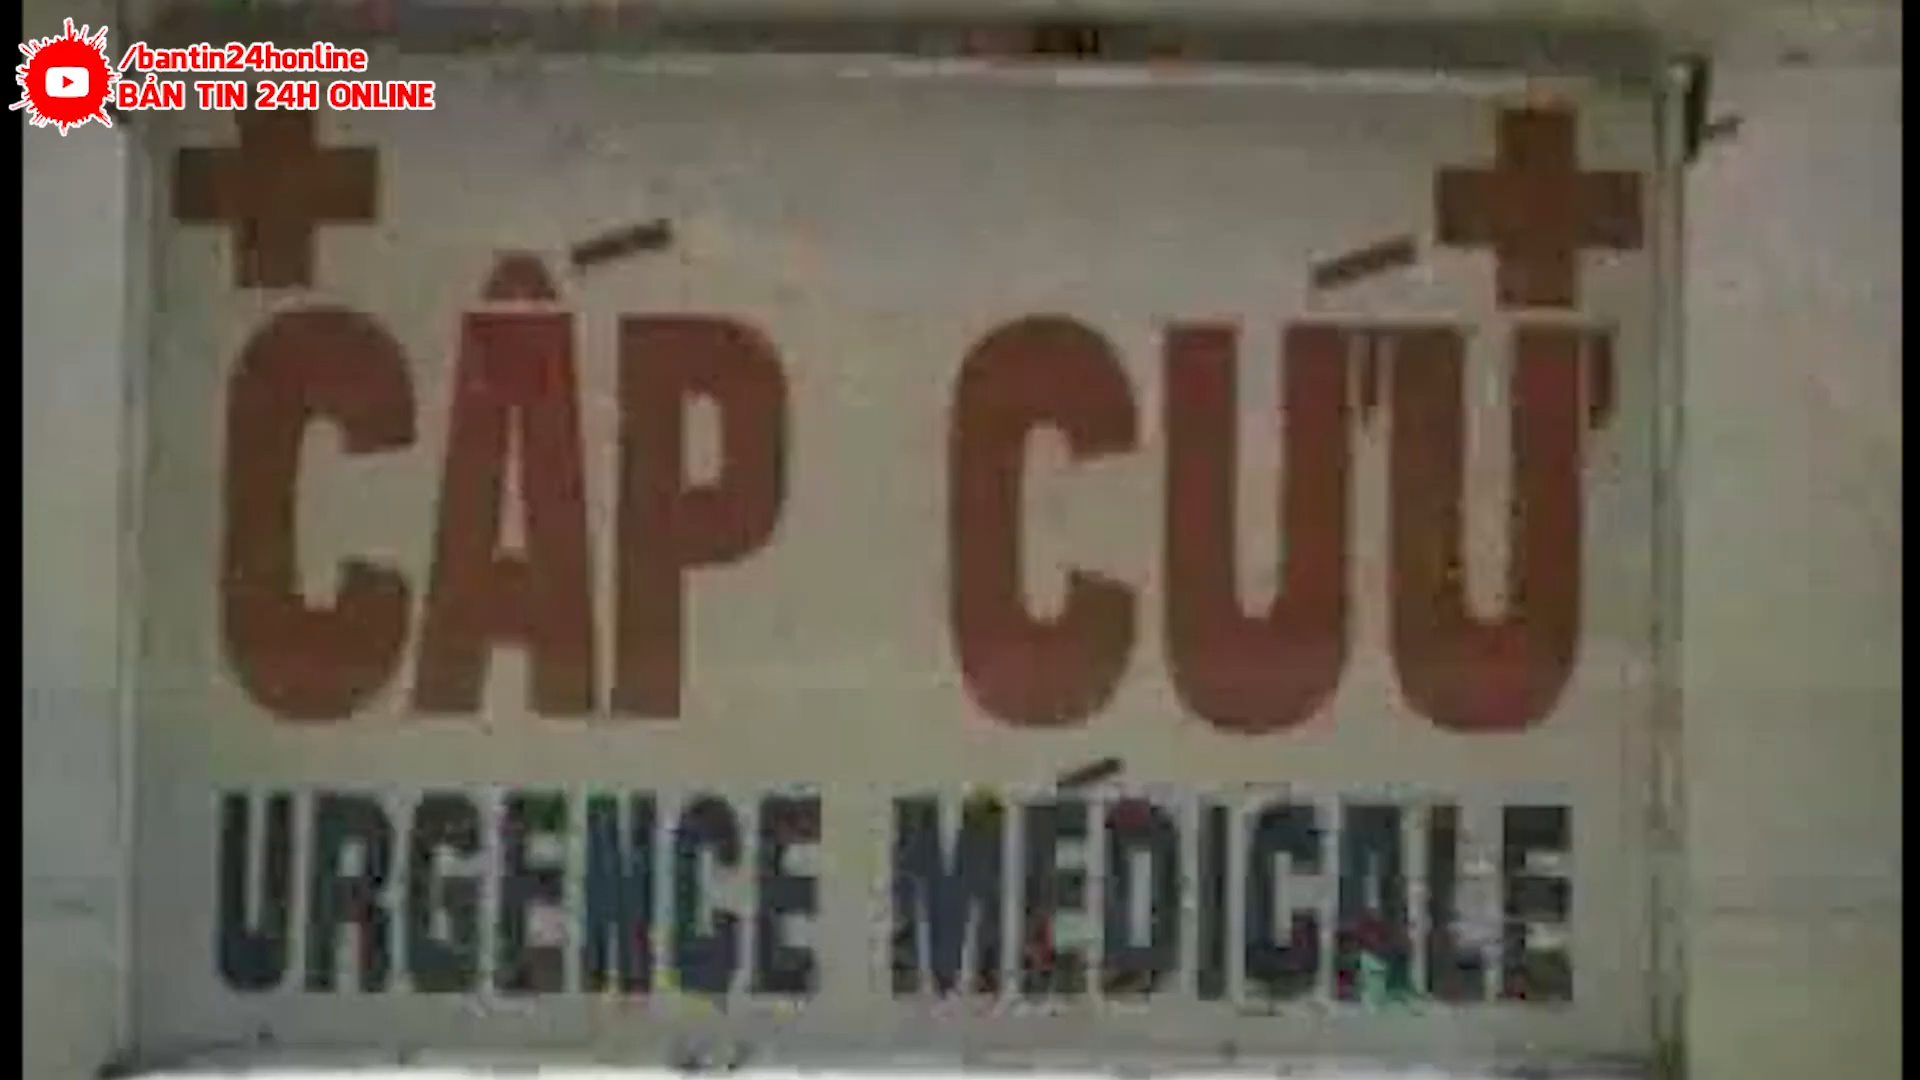 /bantin24honline
BẢN TIN 24H ONLINE
CẤP CỨU
URGENCE MÉDICALE